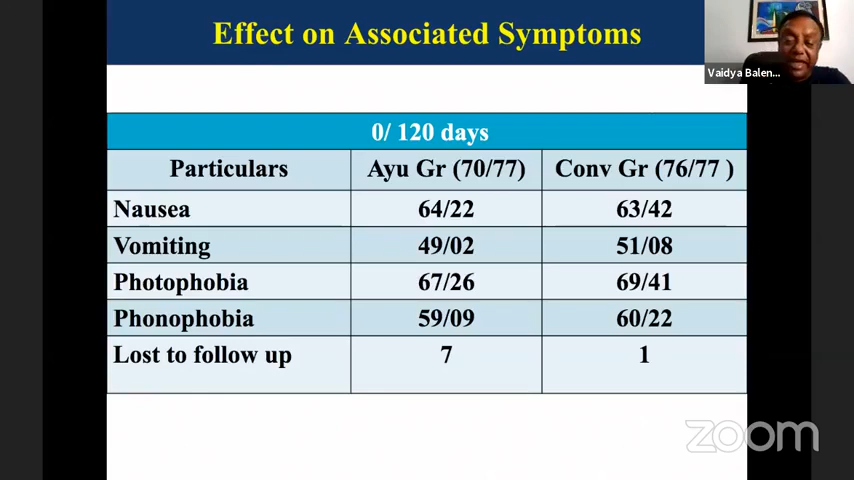 Effect on Associated Symptoms
Vaidya Balen...
0/ 120 days
Particulars Ayu Gr (70/77) Conv Gr (76/77 )
Nausea 64/22 63/42
Vomiting 49/02 51/08
Photophobia 67/26 69/41
Phonophobia 59/09 60/22
Lost to follow up 7 1
zoom